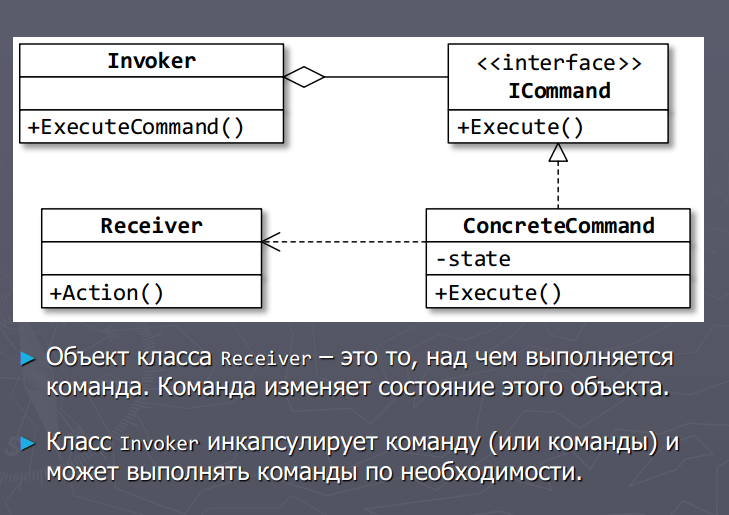 Invoker
+ExecuteCommand()
<<interface>>
ICommand
+Execute()
Receiver
+Action()
ConcreteCommand
-state
+Execute()
Объект класса Receiver – это то, над чем выполняется
команда. Команда изменяет состояние этого объекта.
Класс Invoker инкапсулирует команду (или команды) и
может выполнять команды по необходимости.